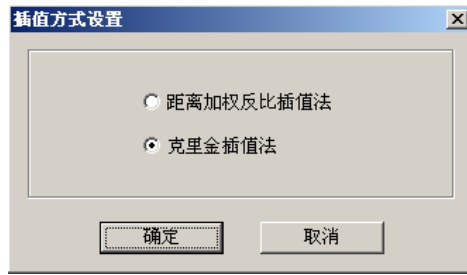 插值方式设置
距离加权反比插值法
克里金插值法
确定
取消